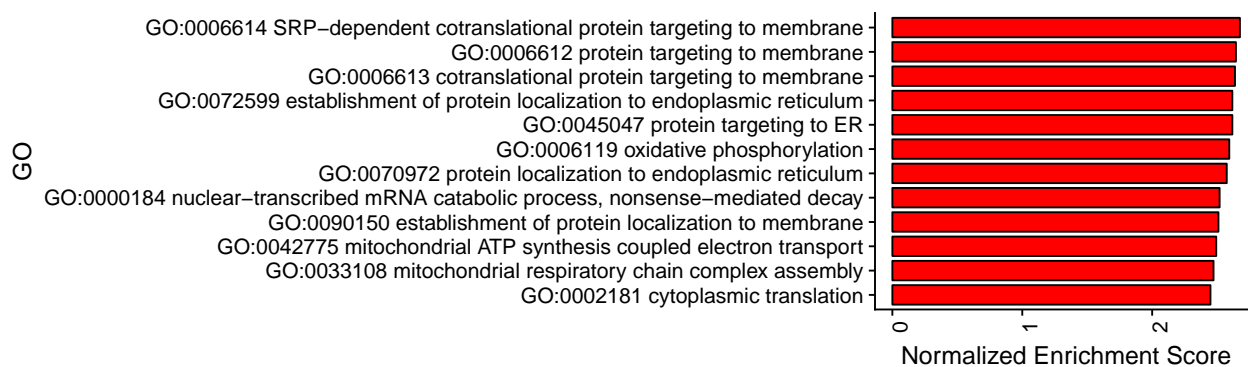 GO:0006614 SRP−dependent cotranslational protein targeting to membrane
GO:0006612 protein targeting to membrane
GO:0006613 cotranslational protein targeting to membrane
GO:0072599 establishment of protein localization to endoplasmic reticulum
GO:0045047 protein targeting to ER
GO:0006119 oxidative phosphorylation
GO:0070972 protein localization to endoplasmic reticulum
GO:0000184 nuclear−transcribed mRNA catabolic process, nonsense−mediated decay
GO:0090150 establishment of protein localization to membrane
GO:0042775 mitochondrial ATP synthesis coupled electron transport
GO:0033108 mitochondrial respiratory chain complex assembly
GO:0002181 cytoplasmic translation
GO
0 1 2
Normalized Enrichment Score